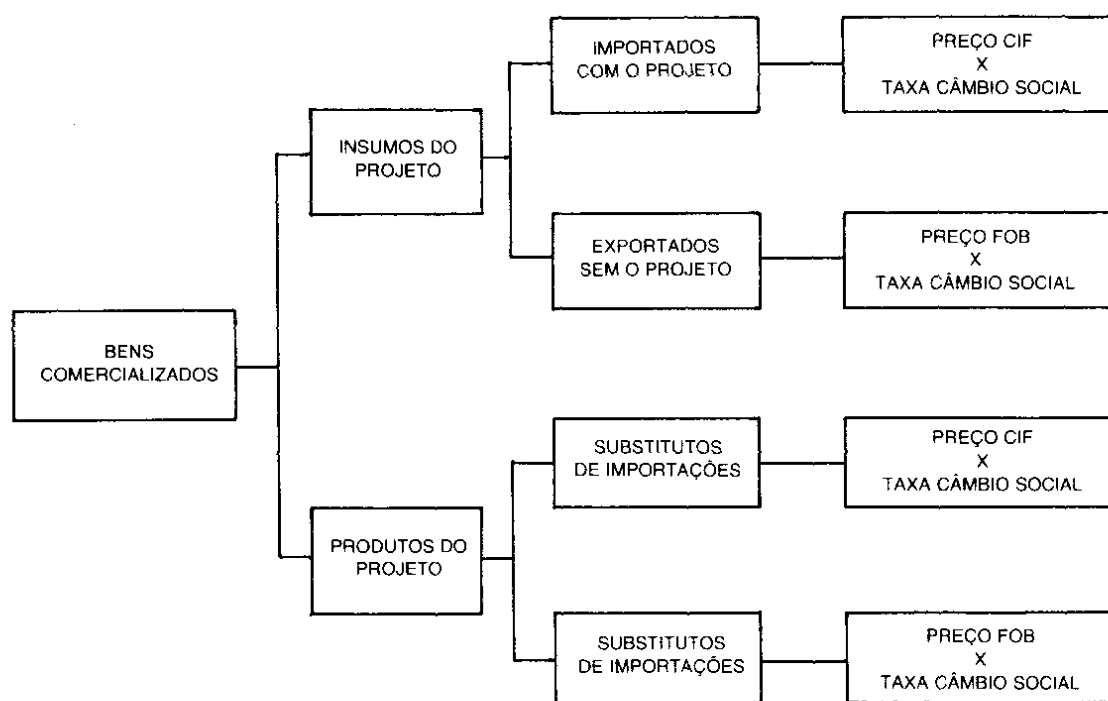 IMPORTADOS
COM O PROJETO
PREÇO CIF
X
TAXA CÂMBIO SOCIAL
INSUMOS DO
PROJETO
EXPORTADOS
SEM O PROJETO
PREÇO FOB
X
TAXA CÂMBIO SOCIAL
BENS
COMERCIALIZADOS
SUBSTITUTOS
DE IMPORTAÇÕES
PREÇO CIF
X
TAXA CÂMBIO SOCIAL
PRODUTOS DO
PROJETO
SUBSTITUTOS
DE IMPORTAÇÕES
PREÇO FOB
X
TAXA CÂMBIO SOCIAL